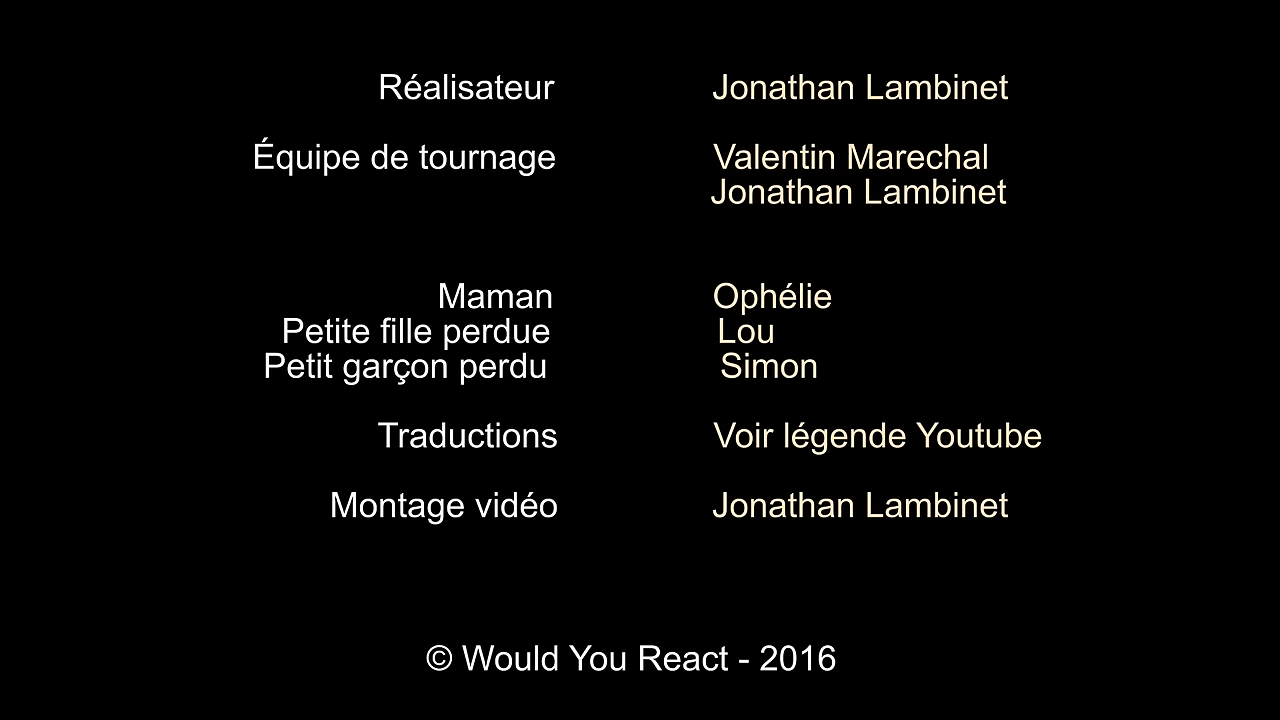 Réalisateur Jonathan Lambinet
Équipe de tournage Valentin Marechal
Jonathan Lambinet
Maman Ophélie
Petite fille perdue Lou
Petit garçon perdu Simon
Traductions Voir légende Youtube
Montage vidéo Jonathan Lambinet
© Would You React - 2016